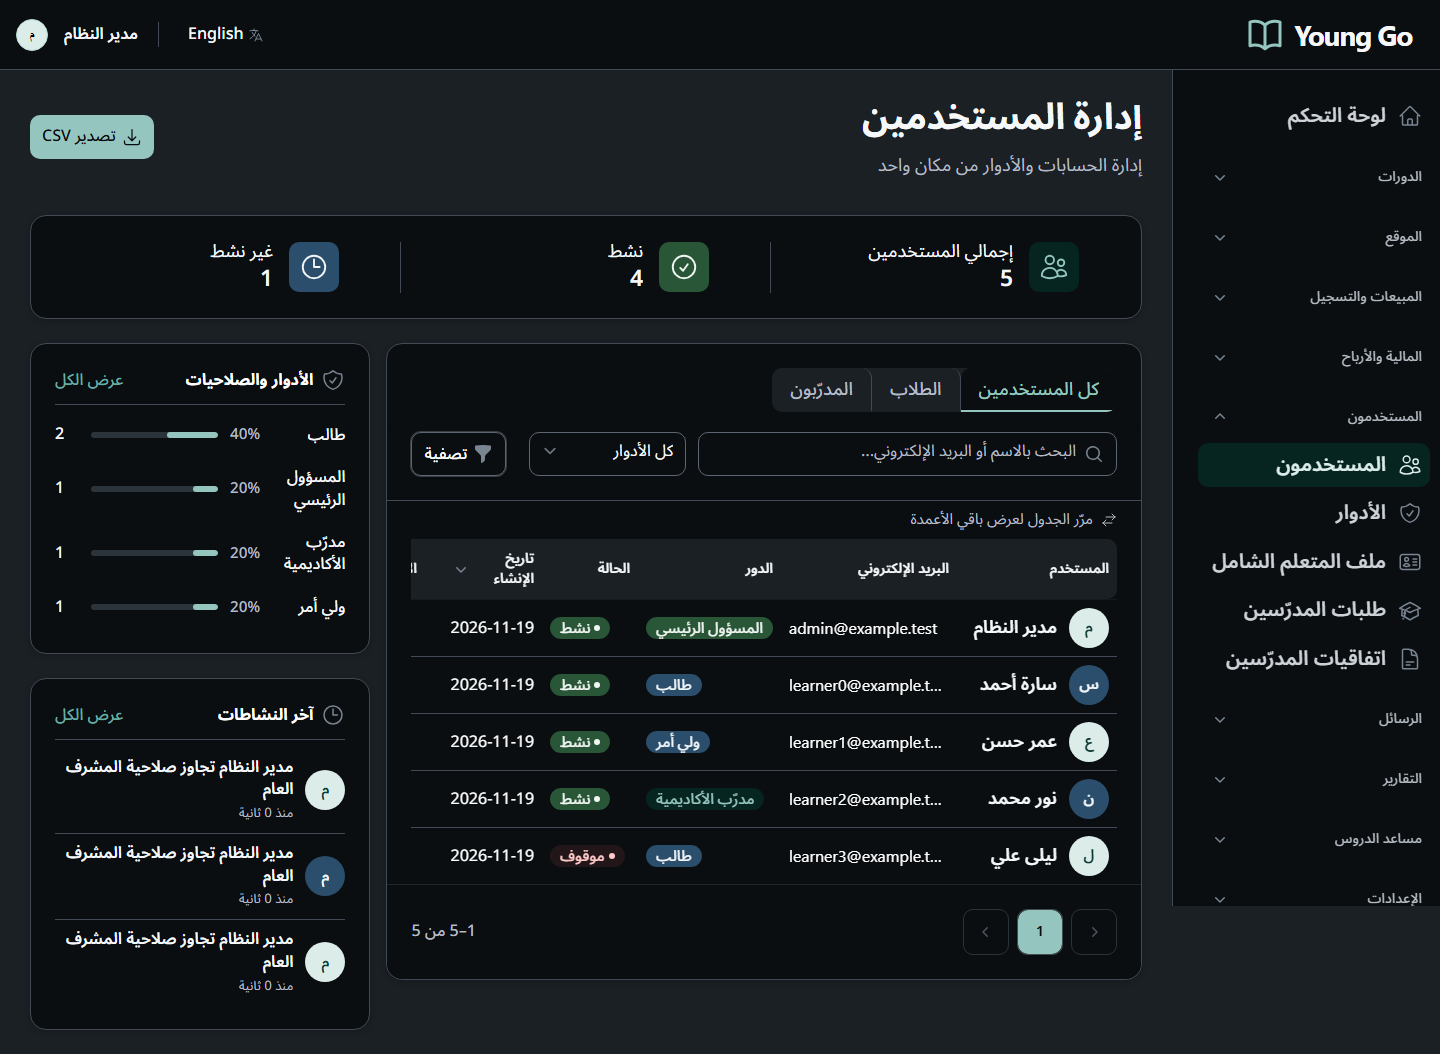 Young Go
English
مدير النظام
م
لوحة التحكم
الدورات
الموقع
المبيعات والتسجيل
المالية والأرباح
المستخدمون
المستخدمون
الأدوار
ملف المتعلم الشامل
طلبات المدرّسين
اتفاقيات المدرّسين
الرسائل
التقارير
مساعد الدروس
الإعدادات
إدارة المستخدمين
إدارة الحسابات والأدوار من مكان واحد
تصدير CSV
إجمالي المستخدمين
5
نشط
4
غير نشط
1
كل المستخدمين
الطلاب
المدرّبون
البحث بالاسم أو البريد الإلكتروني...
كل الأدوار
تصفية
مرّر الجدول لعرض باقي الأعمدة
المستخدم البريد الإلكتروني الدور الحالة تاريخ الإنشاء
م مدير النظام admin@example.test المسؤول الرئيسي نشط 2026-11-19
س سارة أحمد learner0@example.t... طالب نشط 2026-11-19
ع عمر حسن learner1@example.t... ولي أمر نشط 2026-11-19
ن نور محمد learner2@example.t... مدرّب الأكاديمية نشط 2026-11-19
ل ليلى علي learner3@example.t... طالب موقوف 2026-11-19
1
1–5 من 5
الأدوار والصلاحيات
عرض الكل
طالب 40% 2
المسؤول الرئيسي 20% 1
مدرّب الأكاديمية 20% 1
ولي أمر 20% 1
آخر النشاطات
عرض الكل
م
مدير النظام تجاوز صلاحية المشرف
العام
منذ 0 ثانية
م
مدير النظام تجاوز صلاحية المشرف
العام
منذ 0 ثانية
م
مدير النظام تجاوز صلاحية المشرف
العام
منذ 0 ثانية